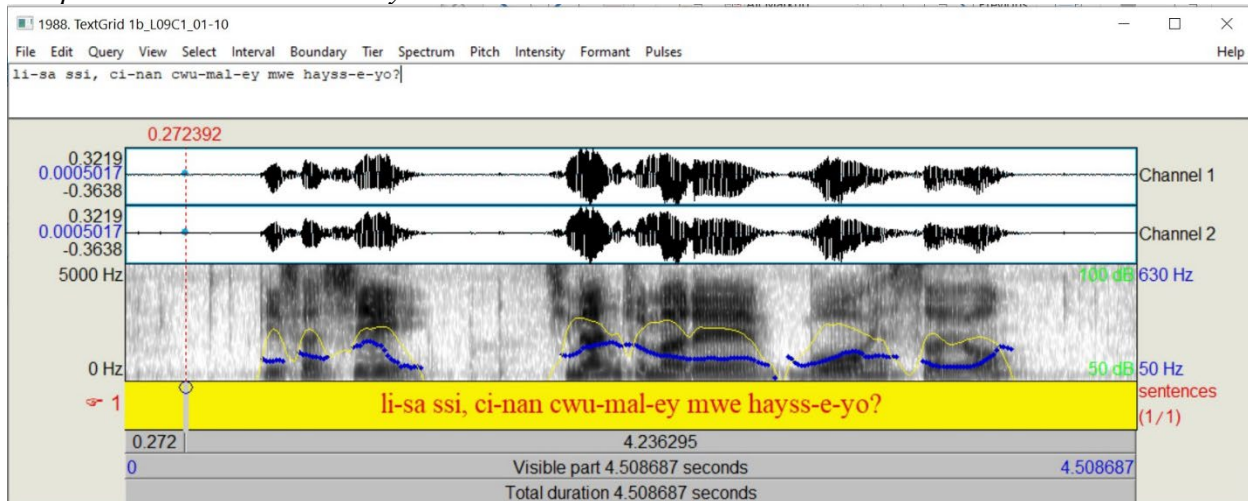 1988. TextGrid 1b_L09C1_01-10
File Edit Query View Select Interval Boundary Tier Spectrum Pitch Intensity Formant Pulses Help
li-sa ssi, ci-nan cwu-mal-ey mwe hayss-e-yo?
0.272392
0.3219
0.0005017
-0.3638
Channel 1
0.3219
0.0005017
-0.3638
Channel 2
5000 Hz 100 dB 630 Hz
0 Hz 50 dB 50 Hz
☞ 1 li-sa ssi, ci-nan cwu-mal-ey mwe hayss-e-yo? sentences
(1/1)
0.272 4.236295
0 Visible part 4.508687 seconds 4.508687
Total duration 4.508687 seconds